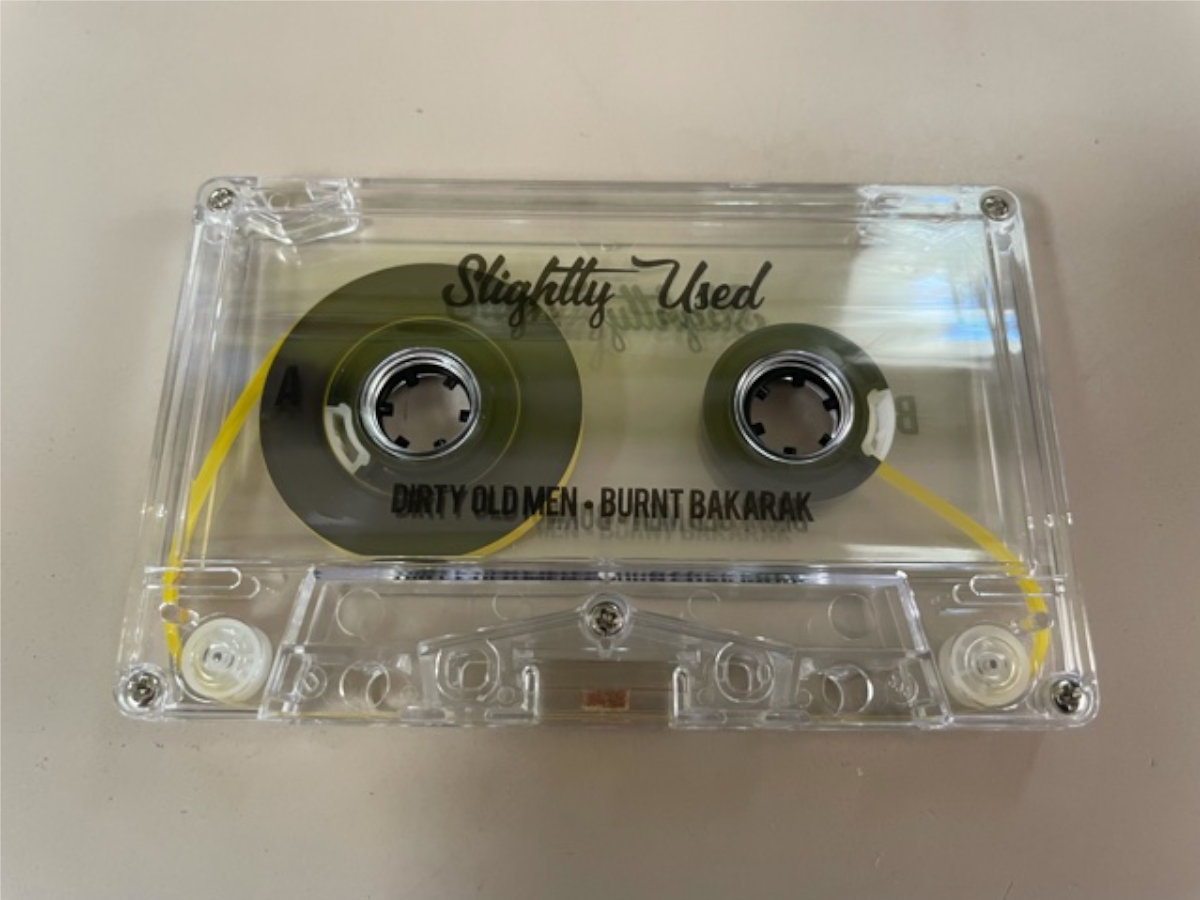 Slightly Used
A
B
DIRTY OLD MEN • BURNT BAKARAK